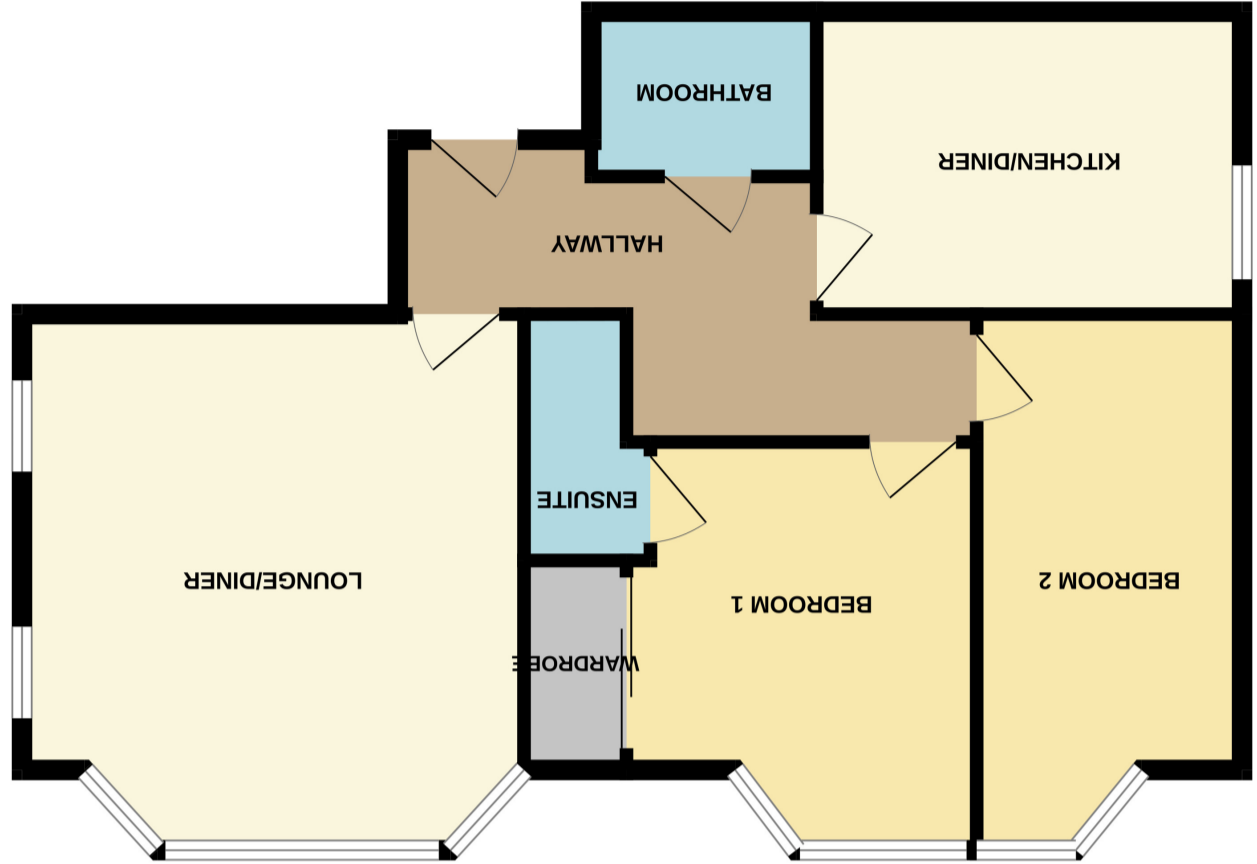 WARDROBE
BEDROOM 1
BEDROOM 2
LOUNGE/DINER
ENSUITE
HALLWAY
KITCHEN/DINER
BATHROOM